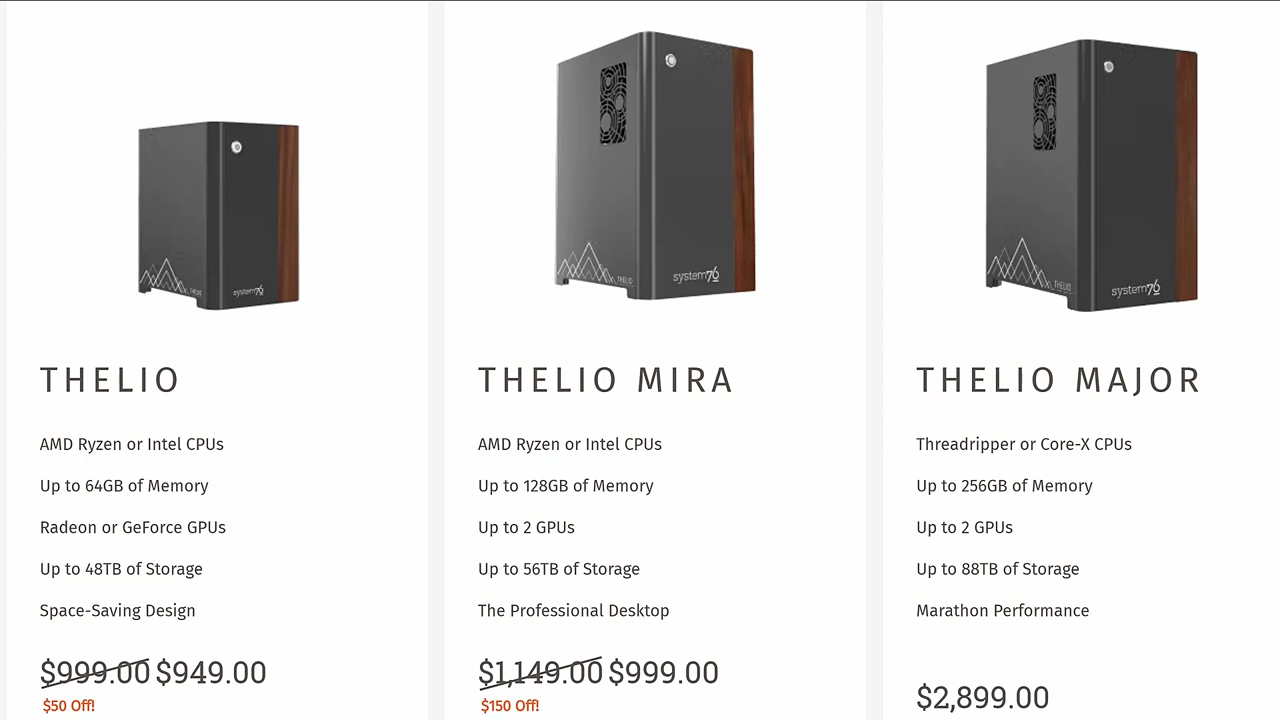 THELIO
system76
THELIO
system76
THELIO
system76
THELIO
AMD Ryzen or Intel CPUs
Up to 64GB of Memory
Radeon or GeForce GPUs
Up to 48TB of Storage
Space-Saving Design
$999.00 $949.00
$50 Off!
THELIO MIRA
AMD Ryzen or Intel CPUs
Up to 128GB of Memory
Up to 2 GPUs
Up to 56TB of Storage
The Professional Desktop
$1,149.00 $999.00
$150 Off!
THELIO MAJOR
Threadripper or Core-X CPUs
Up to 256GB of Memory
Up to 2 GPUs
Up to 88TB of Storage
Marathon Performance
$2,899.00